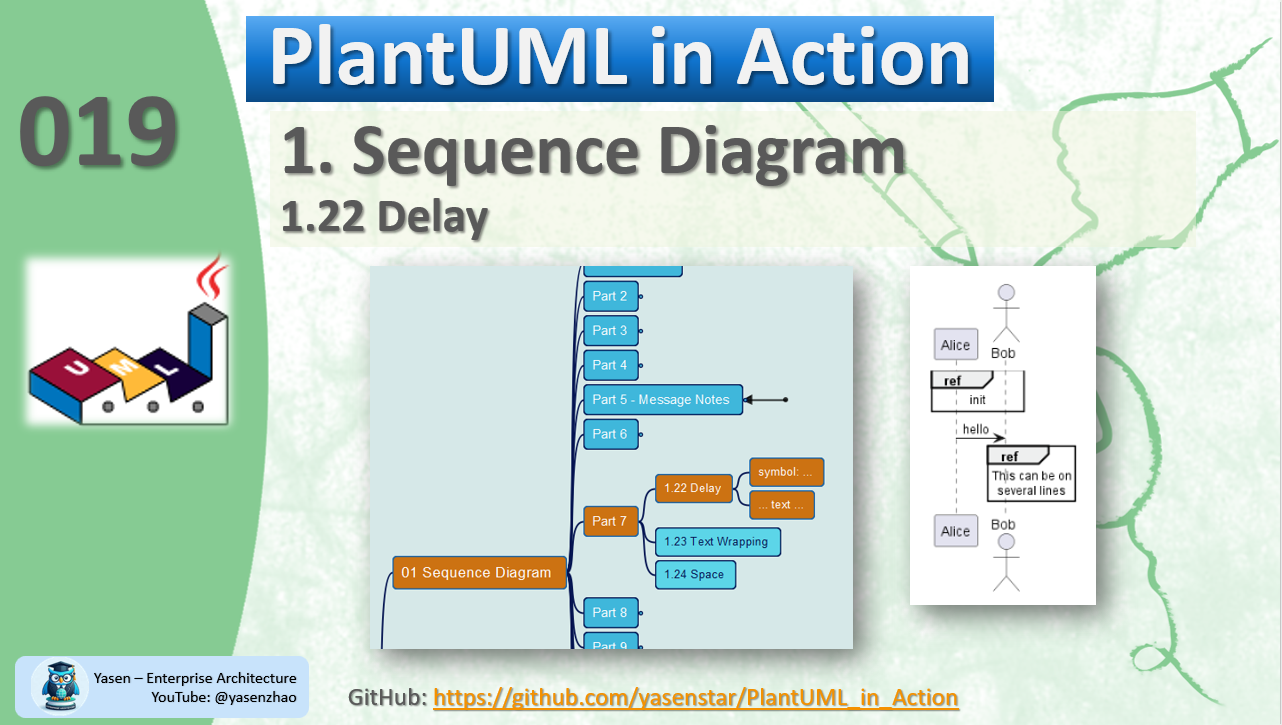 PlantUML in Action
019
1. Sequence Diagram
1.22 Delay
UML
Part 2
Part 3
Part 4
Part 5 - Message Notes
Part 6
1.22 Delay
symbol: ...
... text ...
Part 7
1.23 Text Wrapping
1.24 Space
01 Sequence Diagram
Part 8
Part 9
Alice
Bob
ref
init
hello
ref
This can be on
several lines
Alice
Bob
Yasen – Enterprise Architecture
YouTube: @yasenzhao
GitHub: https://github.com/yasenstar/PlantUML_in_Action